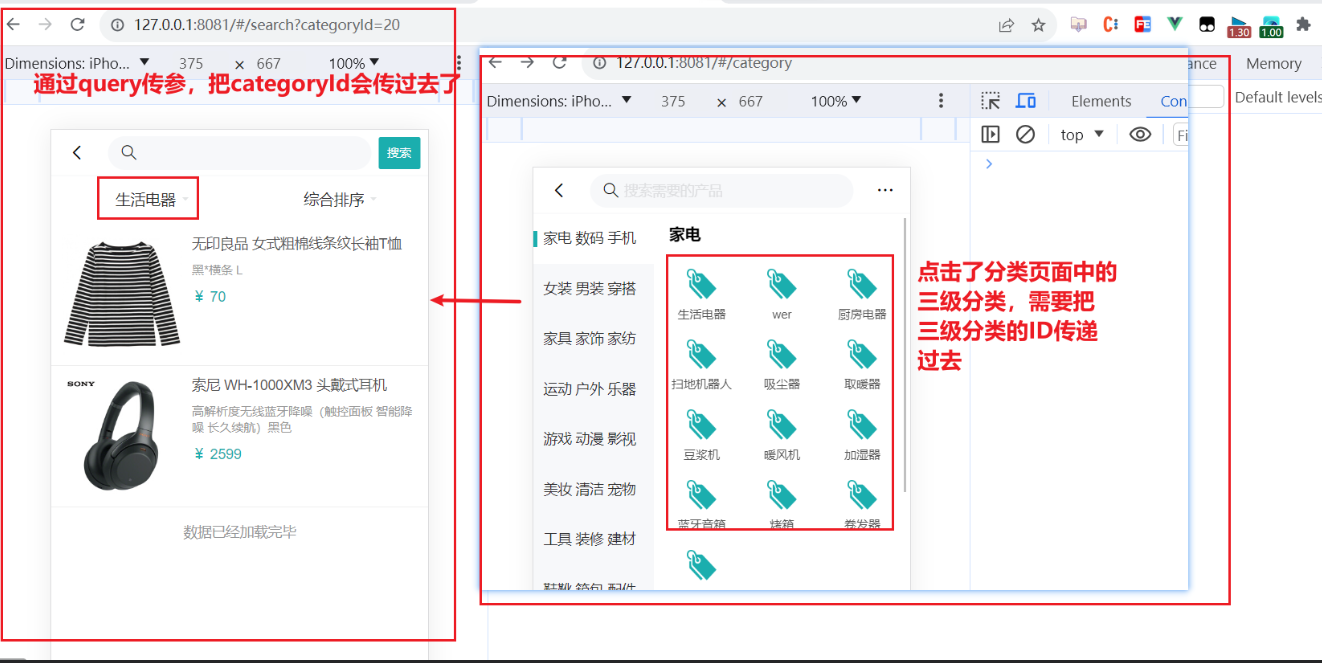 127.0.0.1:8081/#/search?categoryId=20
1.30
1.00
Dimensions: iPho...
375
×
667
100%
通过query传参，把categoryId会传过去了
搜索
生活电器
综合排序
无印良品 女式粗棉线条纹长袖T恤
黑*横条 L
¥ 70
SONY
索尼 WH-1000XM3 头戴式耳机
高解析度无线蓝牙降噪（触控面板 智能降
噪 长久续航）黑色
¥ 2599
数据已经加载完毕
127.0.0.1:8081/#/category
Dimensions: iPho...
375
×
667
100%
Elements
Con
top
Fi
ance
Memory
Default levels
搜索需要的产品
家电 数码 手机
女装 男装 穿搭
家具 家饰 家纺
运动 户外 乐器
游戏 动漫 影视
美妆 清洁 宠物
工具 装修 建材
鞋靴 箱包 配件
家电
生活电器
wer
厨房电器
扫地机器人
吸尘器
取暖器
豆浆机
暖风机
加湿器
蓝牙音箱
烤箱
卷发器
点击了分类页面中的
三级分类，需要把
三级分类的ID传递
过去